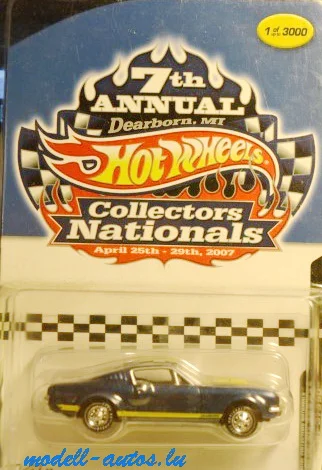 1 of 3000
7th
ANNUAL
Dearborn, MI
Hot Wheels
Collectors
Nationals
April 25th - 29th, 2007
modell-autos.lu